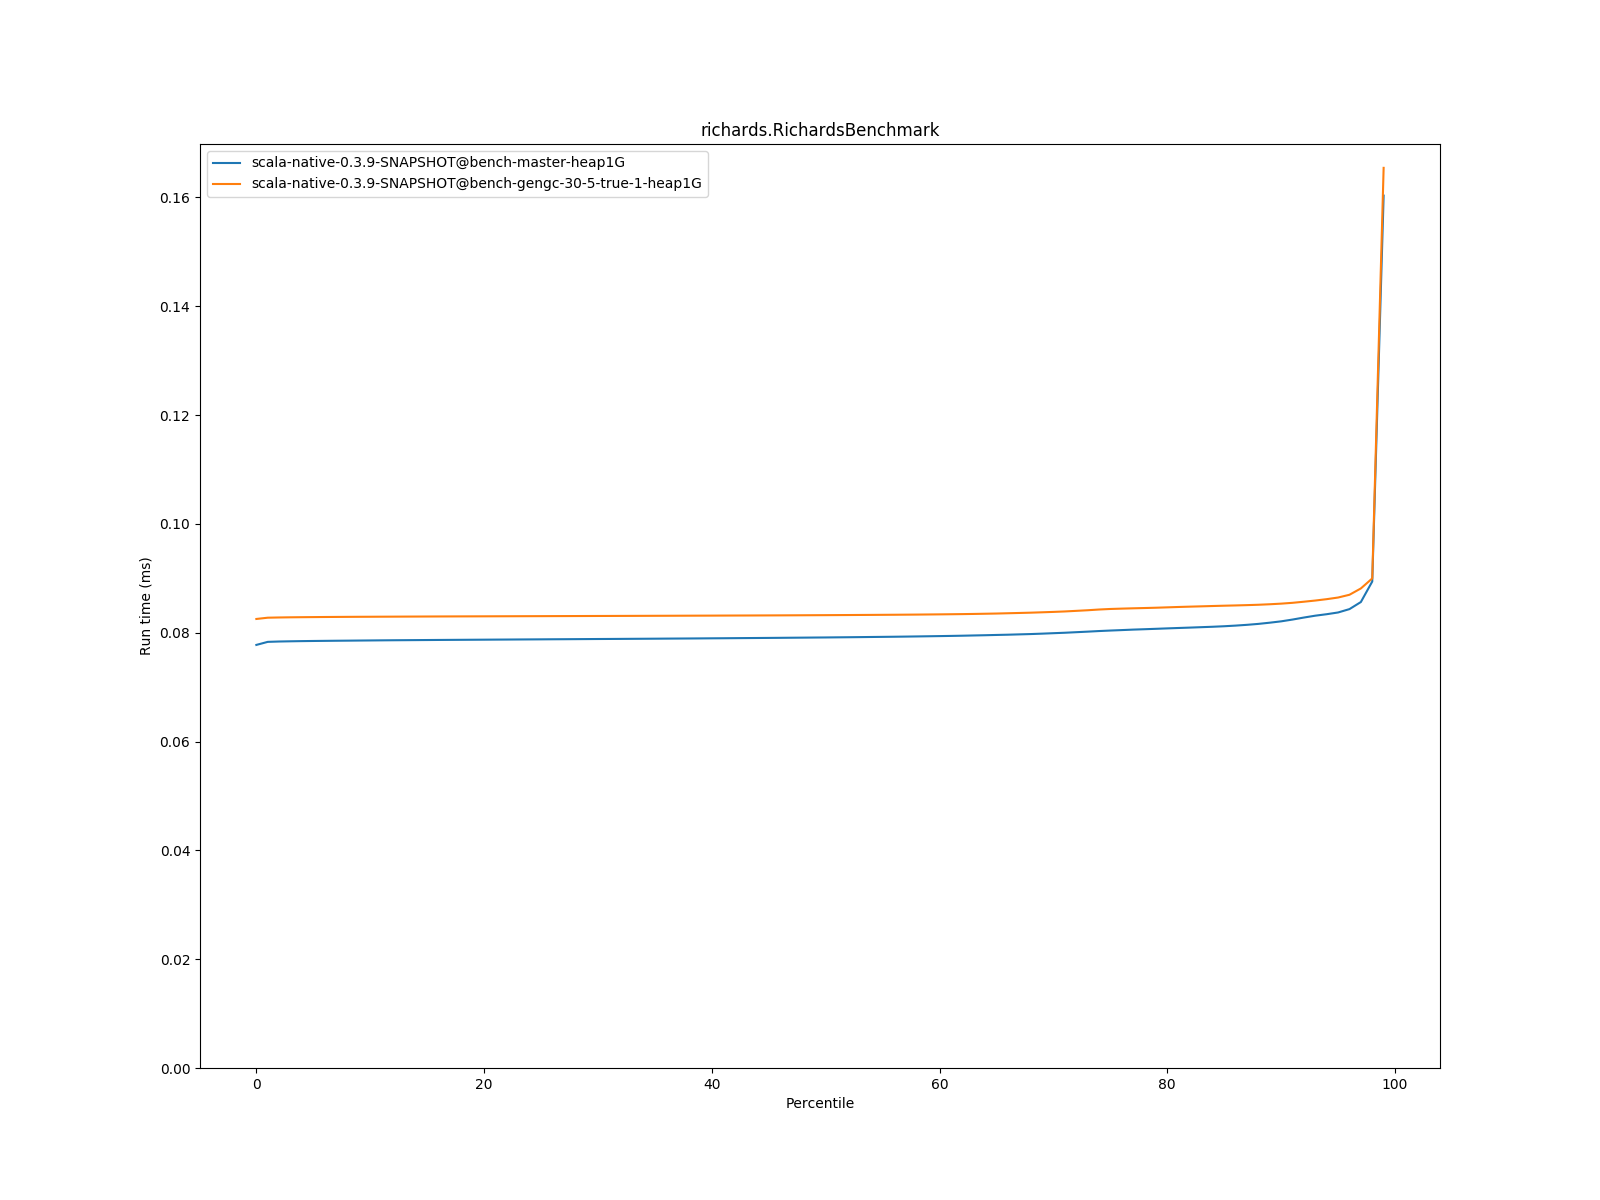 richards.RichardsBenchmark
scala-native-0.3.9-SNAPSHOT@bench-master-heap1G
scala-native-0.3.9-SNAPSHOT@bench-gengc-30-5-true-1-heap1G
0.16
0.14
0.12
0.10
0.08
0.06
0.04
0.02
0.00
Run time (ms)
0 20 40 60 80 100
Percentile